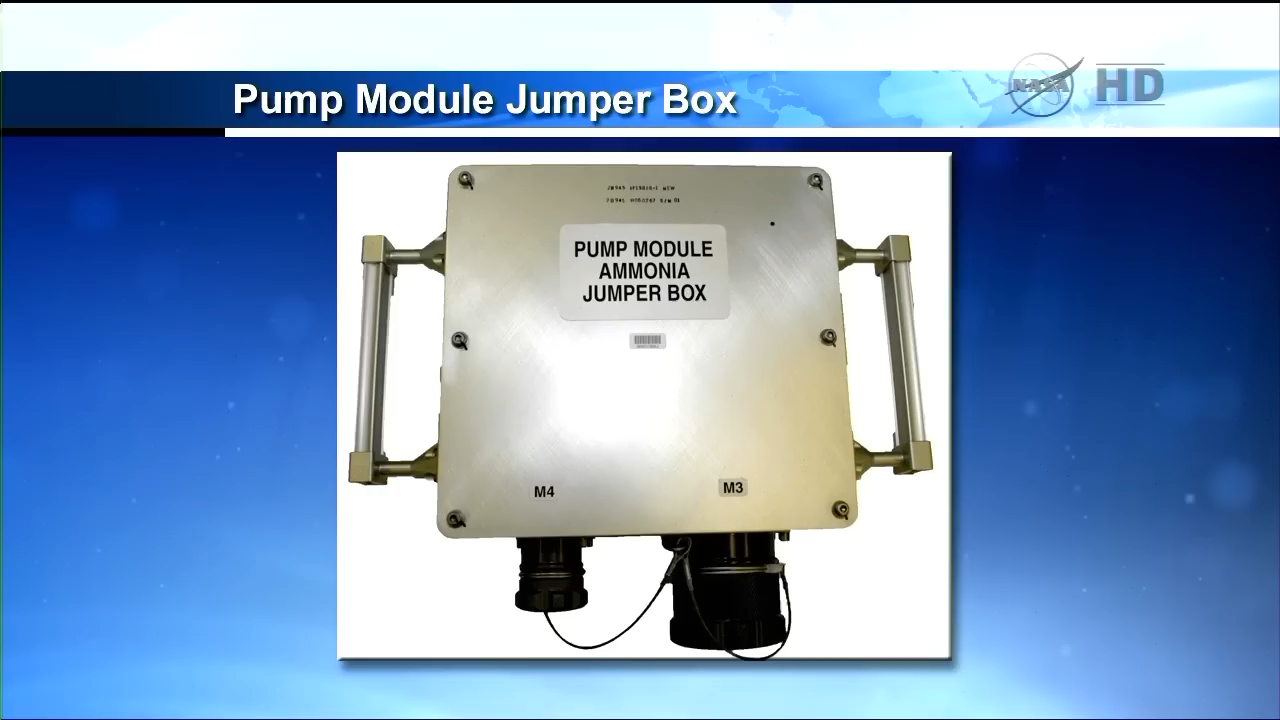 Pump Module Jumper Box
NASA HD
PUMP MODULE
AMMONIA
JUMPER BOX
M4
M3